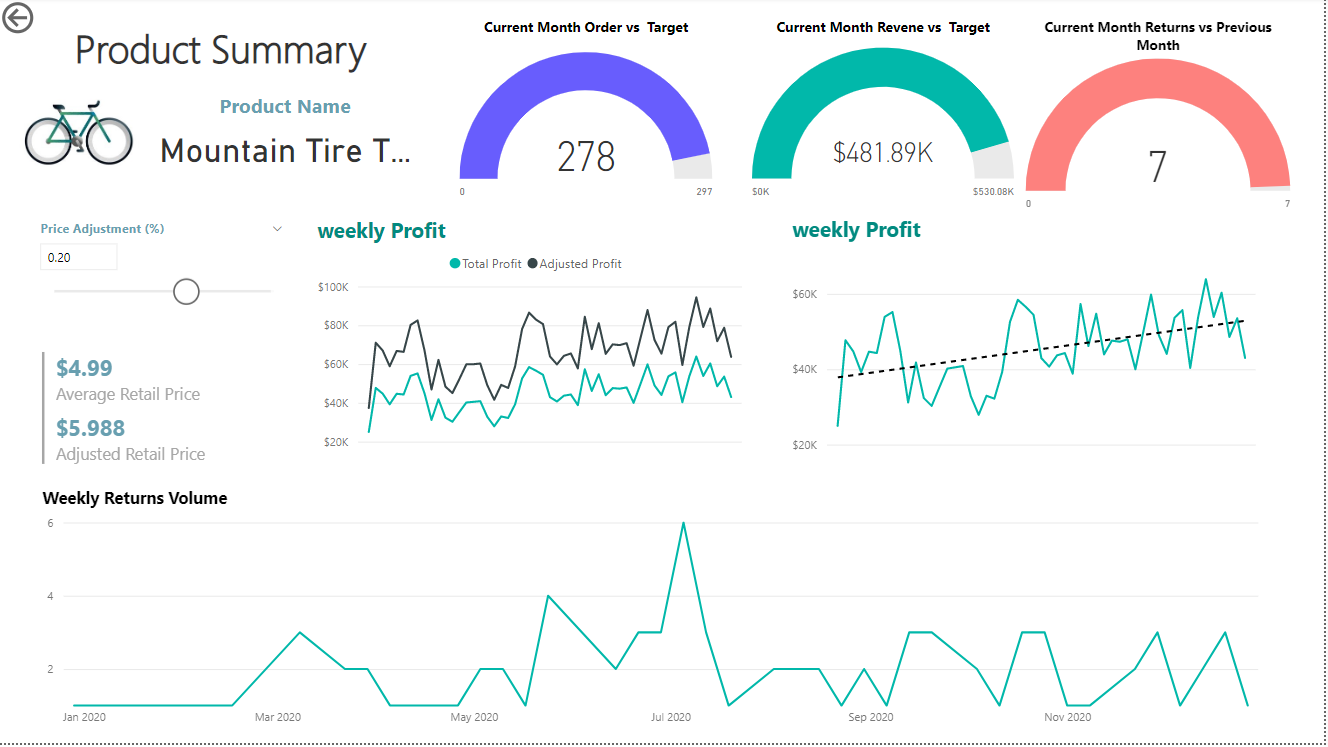 Product Summary
Product Name
Mountain Tire T...
Current Month Order vs Target
278
0
297
Current Month Revene vs Target
$481.89K
$0K
$530.08K
Current Month Returns vs Previous
Month
7
0
7
Price Adjustment (%)
0.20
$4.99
Average Retail Price
$5.988
Adjusted Retail Price
weekly Profit
Total Profit
Adjusted Profit
$100K
$80K
$60K
$40K
$20K
weekly Profit
$60K
$40K
$20K
Weekly Returns Volume
6
4
2
Jan 2020
Mar 2020
May 2020
Jul 2020
Sep 2020
Nov 2020